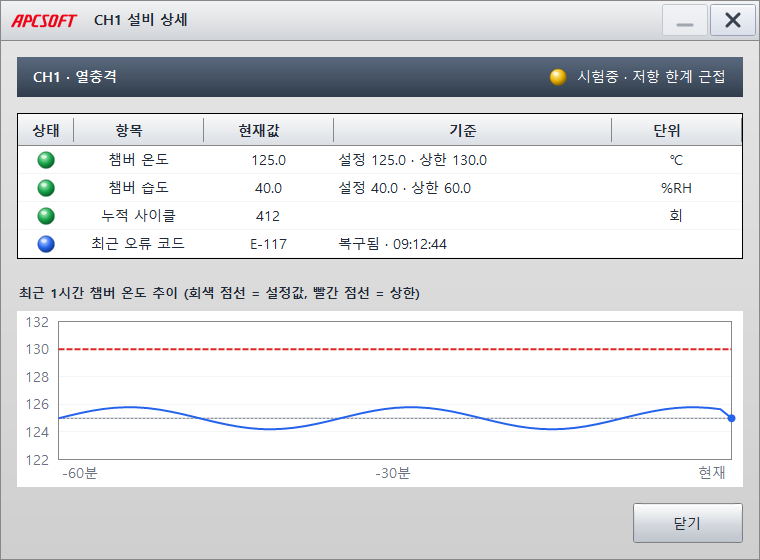 APCSOFT CH1 설비 상세
CH1 · 열충격
시험중 · 저항 한계 근접
상태 항목 현재값 기준 단위
챔버 온도 125.0 설정 125.0 · 상한 130.0 ℃
챔버 습도 40.0 설정 40.0 · 상한 60.0 %RH
누적 사이클 412 회
최근 오류 코드 E-117 복구됨 · 09:12:44
최근 1시간 챔버 온도 추이 (회색 점선 = 설정값, 빨간 점선 = 상한)
132
130
128
126
124
122
-60분 -30분 현재
닫기